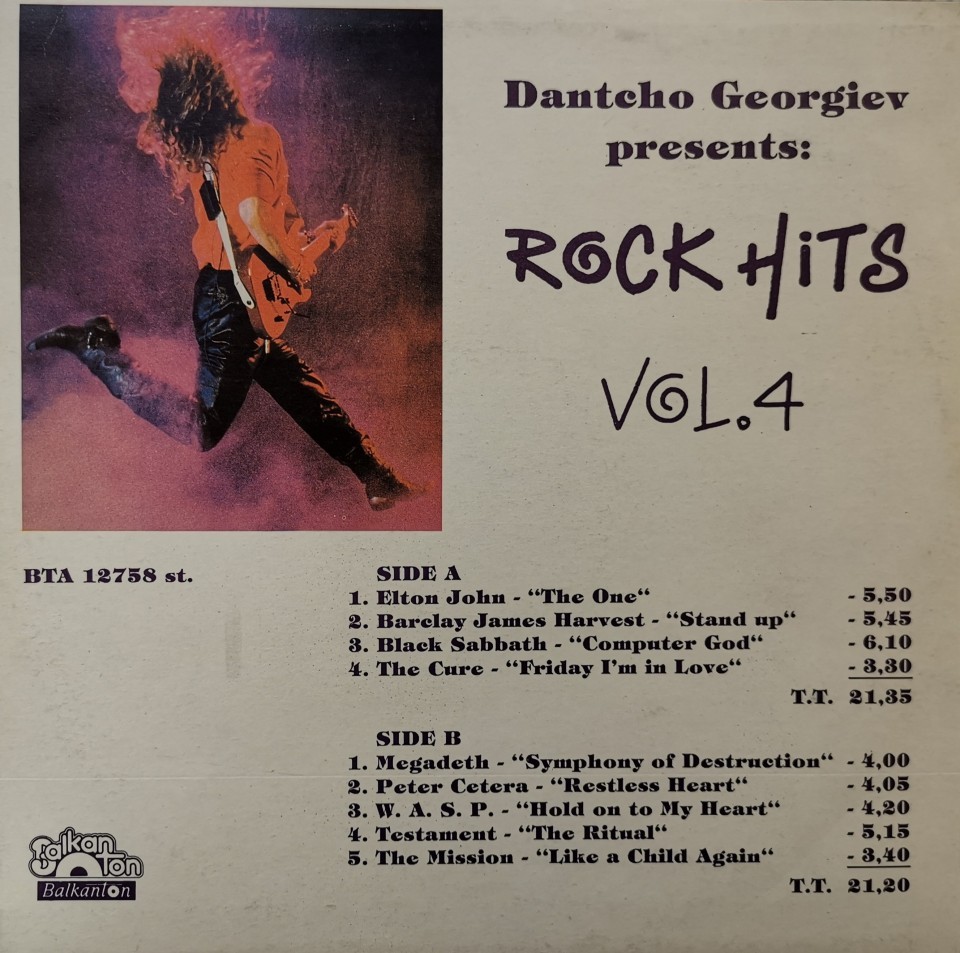 Dantcho Georgiev
presents:
ROCK HiTS
VOL.4
BTA 12758 st.
SIDE A
1. Elton John - “The One“ - 5,50
2. Barclay James Harvest - “Stand up“ - 5,45
3. Black Sabbath - “Computer God“ - 6,10
4. The Cure - “Friday I'm in Love“ - 3,30
T.T. 21,35
SIDE B
1. Megadeth - “Symphony of Destruction“ - 4,00
2. Peter Cetera - “Restless Heart“ - 4,05
3. W. A. S. P. - “Hold on to My Heart“ - 4,20
4. Testament - “The Ritual“ - 5,15
5. The Mission - “Like a Child Again“ - 3,40
T.T. 21,20
Balkan
Ton
Balkanton